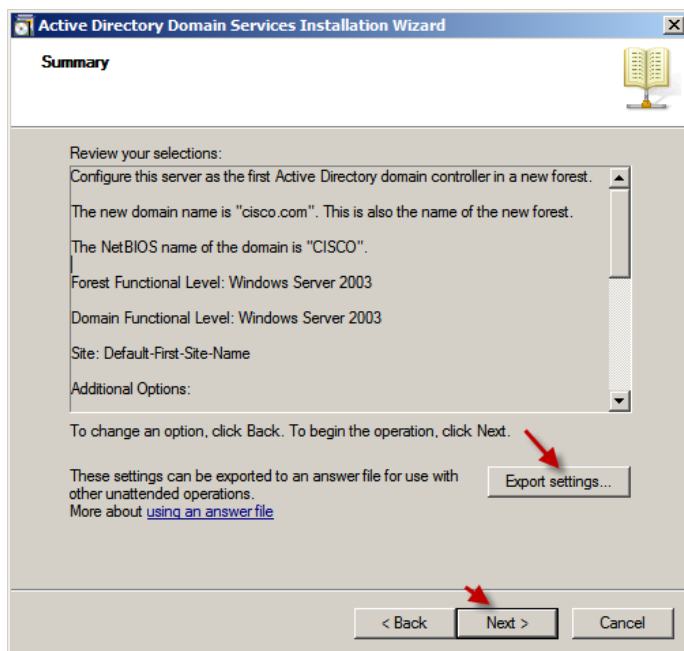 Active Directory Domain Services Installation Wizard
Summary
Review your selections:
Configure this server as the first Active Directory domain controller in a new forest.
The new domain name is "cisco.com". This is also the name of the new forest.
The NetBIOS name of the domain is "CISCO".
Forest Functional Level: Windows Server 2003
Domain Functional Level: Windows Server 2003
Site: Default-First-Site-Name
Additional Options:
To change an option, click Back. To begin the operation, click Next.
These settings can be exported to an answer file for use with
other unattended operations.
More about using an answer file
Export settings...
< Back
Next >
Cancel